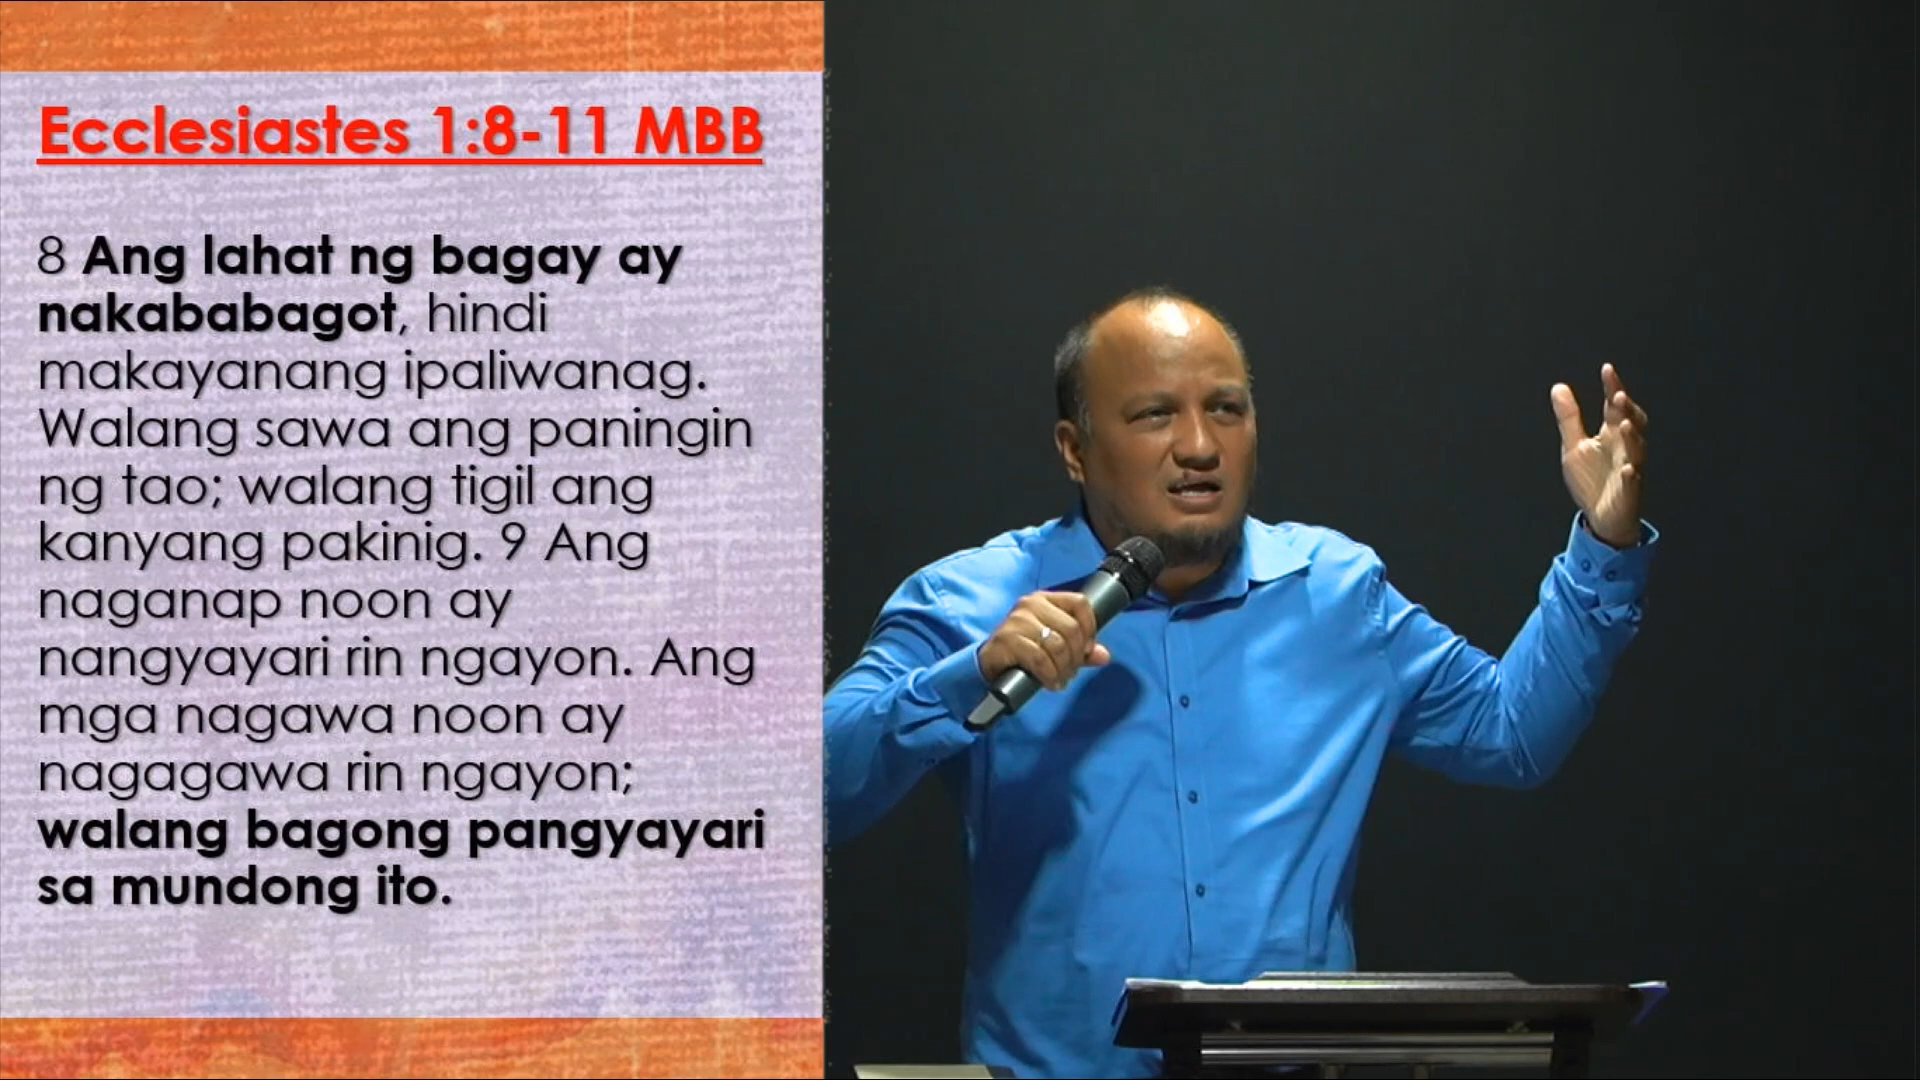 Ecclesiastes 1:8-11 MBB
8 Ang lahat ng bagay ay
nakababagot, hindi
makayanang ipaliwanag.
Walang sawa ang paningin
ng tao; walang tigil ang
kanyang pakinig. 9 Ang
naganap noon ay
nangyayari rin ngayon. Ang
mga nagawa noon ay
nagagawa rin ngayon;
walang bagong pangyayari
sa mundong ito.